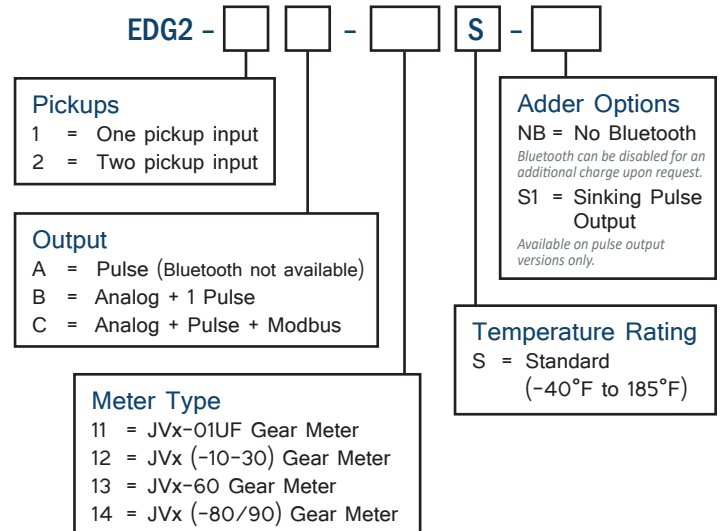 EDG2 – – S –
Pickups
1 = One pickup input
2 = Two pickup input
Output
A = Pulse (Bluetooth not available)
B = Analog + 1 Pulse
C = Analog + Pulse + Modbus
Meter Type
11 = JVx-01UF Gear Meter
12 = JVx (-10-30) Gear Meter
13 = JVx-60 Gear Meter
14 = JVx (-80/90) Gear Meter
Adder Options
NB = No Bluetooth
Bluetooth can be disabled for an
additional charge upon request.
S1 = Sinking Pulse
Output
Available on pulse output
versions only.
Temperature Rating
S = Standard
(-40°F to 185°F)